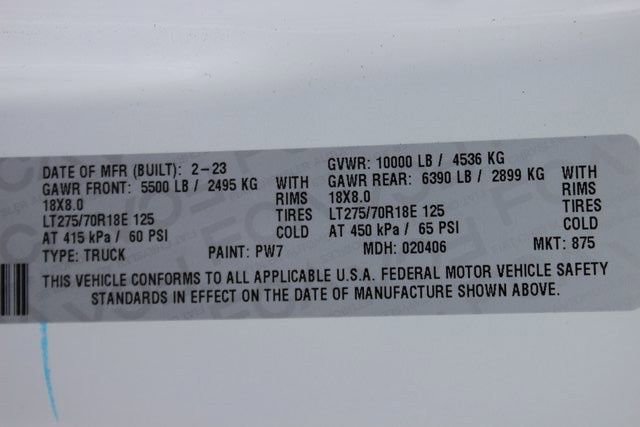 DATE OF MFR (BUILT): 2-23 GVWR: 10000 LB / 4536 KG
GAWR FRONT: 5500 LB / 2495 KG WITH GAWR REAR: 6390 LB / 2899 KG WITH
18X8.0 RIMS 18X8.0 RIMS
LT275/70R18E 125 TIRES LT275/70R18E 125 TIRES
AT 415 kPa / 60 PSI COLD AT 450 kPa / 65 PSI COLD
TYPE: TRUCK PAINT: PW7 MDH: 020406 MKT: 875
THIS VEHICLE CONFORMS TO ALL APPLICABLE U.S.A. FEDERAL MOTOR VEHICLE SAFETY
STANDARDS IN EFFECT ON THE DATE OF MANUFACTURE SHOWN ABOVE.